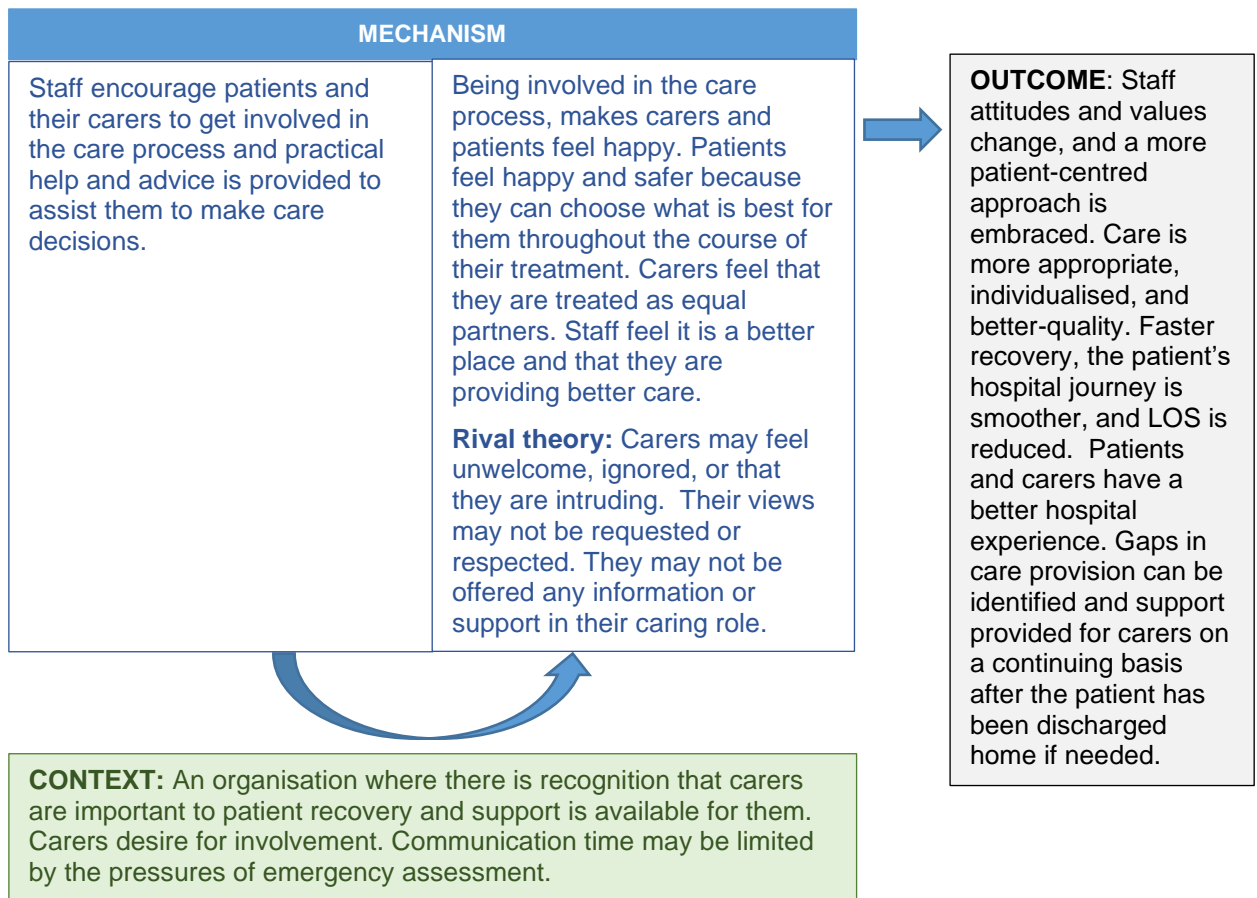 MECHANISM
Staff encourage patients and
their carers to get involved in
the care process and practical
help and advice is provided to
assist them to make care
decisions.
Being involved in the care
process, makes carers and
patients feel happy. Patients
feel happy and safer because
they can choose what is best for
them throughout the course of
their treatment. Carers feel that
they are treated as equal
partners. Staff feel it is a better
place and that they are
providing better care.
Rival theory: Carers may feel
unwelcome, ignored, or that
they are intruding.  Their views
may not be requested or
respected. They may not be
offered any information or
support in their caring role.
OUTCOME: Staff
attitudes and values
change, and a more
patient-centred
approach is
embraced. Care is
more appropriate,
individualised, and
better-quality. Faster
recovery, the patient’s
hospital journey is
smoother, and LOS is
reduced.  Patients
and carers have a
better hospital
experience. Gaps in
care provision can be
identified and support
provided for carers on
a continuing basis
after the patient has
been discharged
home if needed.
CONTEXT: An organisation where there is recognition that carers
are important to patient recovery and support is available for them.
Carers desire for involvement. Communication time may be limited
by the pressures of emergency assessment.